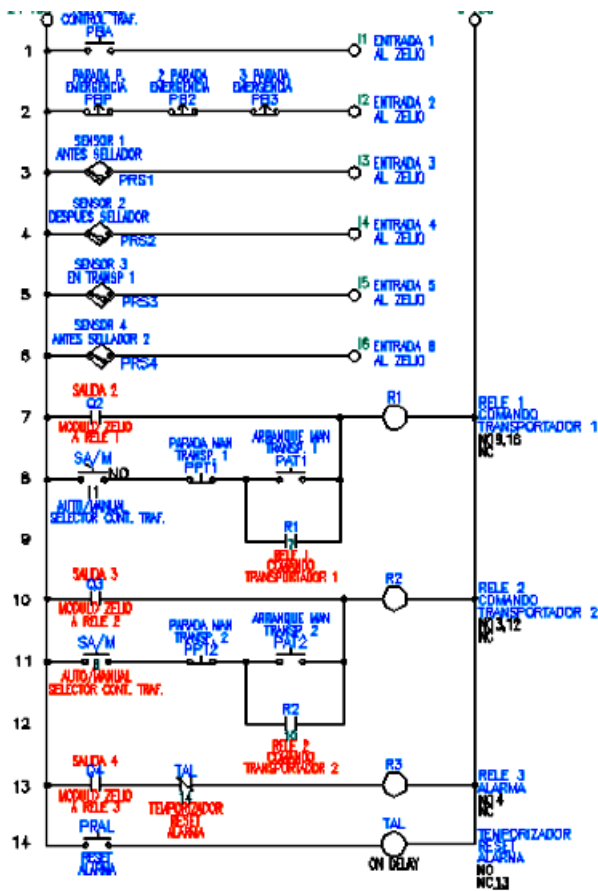 CONTROL TRAF.
PBA
1
I1 ENTRADA 1
AL ZELIO
PARADA P.
EMERGENCIA
PBP
2 PARADA
EMERGENCIA
PB2
3 PARADA
EMERGENCIA
PB3
2
I2 ENTRADA 2
AL ZELIO
SENSOR 1
ANTES SELLADOR
3
PRS1
I3 ENTRADA 3
AL ZELIO
SENSOR 2
DESPUES SELLADOR
4
PRS2
I4 ENTRADA 4
AL ZELIO
SENSOR 3
EN TRANSP 1
5
PRS3
I5 ENTRADA 5
AL ZELIO
SENSOR 4
ANTES SELLADOR 2
6
PRS4
I6 ENTRADA 6
AL ZELIO
SALIDA 2
Q2
7
MODULO ZELIO
A RELE 1
R1
RELE 1
COMANDO
TRANSPORTADOR 1
NO
NC
SA/M
NO
8
AUTO/MANUAL
SELECTOR CONT. TRAF.
PARADA MAN
TRANSP. 1
PPT1
ARRANQUE MAN
TRANSP. 1
PAT1
9
R1
RELE 1
COMANDO
TRANSPORTADOR 1
SALIDA 3
Q3
10
MODULO ZELIO
A RELE 2
R2
RELE 2
COMANDO
TRANSPORTADOR 2
NC
SA/M
11
AUTO/MANUAL
SELECTOR CONT. TRAF.
PARADA MAN
TRANSP. 2
PPT2
ARRANQUE MAN
TRANSP. 2
PAT2
12
R2
RELE 2
COMANDO
TRANSPORTADOR 2
SALIDA 4
Q4
13
MODULO ZELIO
A RELE 3
TAL
14
TEMPORIZADOR
RESET
ALARMA
R3
RELE 3
ALARMA
NO 4
NC
PRAL
14
RESET
ALARMA
TAL
ON DELAY
TEMPORIZADOR
RESET
ALARMA
NO
NC 13